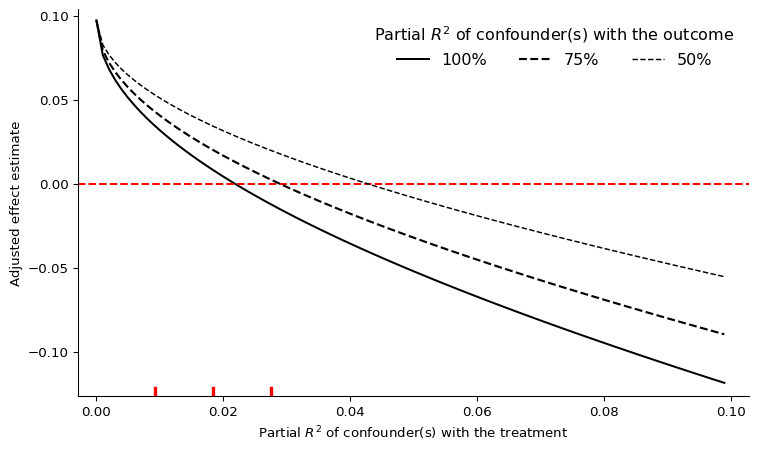 Partial R² of confounder(s) with the outcome
100% 75% 50%
0.10
0.05
0.00
−0.05
−0.10
Adjusted effect estimate
0.00 0.02 0.04 0.06 0.08 0.10
Partial R² of confounder(s) with the treatment